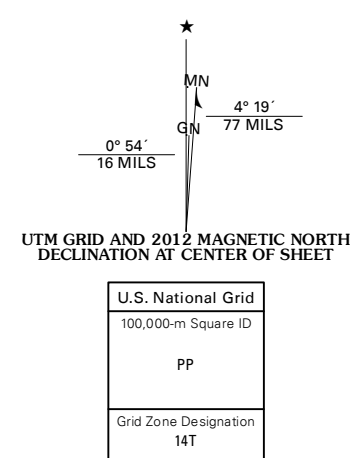 ★
MN
4° 19´
77 MILS
GN
0° 54´
16 MILS
UTM GRID AND 2012 MAGNETIC NORTH
DECLINATION AT CENTER OF SHEET
U.S. National Grid
100,000-m Square ID
PP
Grid Zone Designation
14T